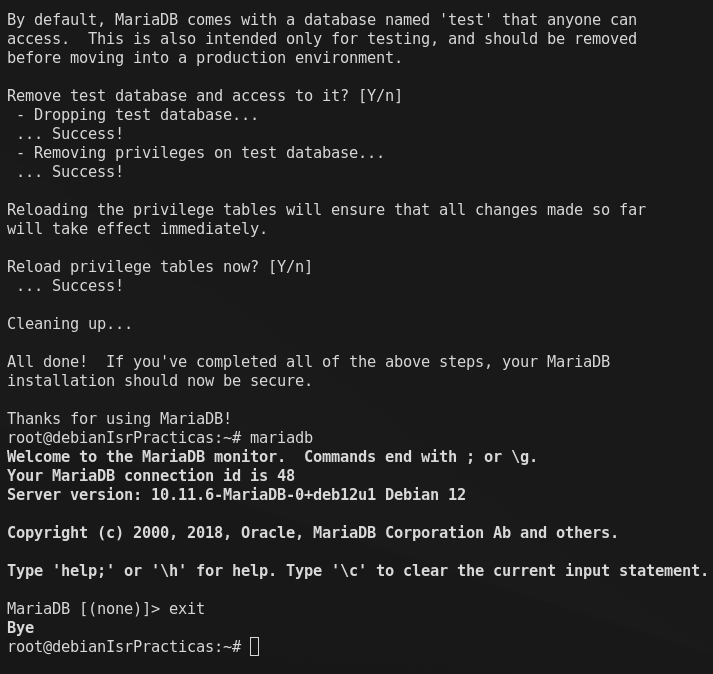 By default, MariaDB comes with a database named 'test' that anyone can
access.  This is also intended only for testing, and should be removed
before moving into a production environment.

Remove test database and access to it? [Y/n]
 - Dropping test database...
 ... Success!
 - Removing privileges on test database...
 ... Success!

Reloading the privilege tables will ensure that all changes made so far
will take effect immediately.

Reload privilege tables now? [Y/n]
 ... Success!

Cleaning up...

All done!  If you've completed all of the above steps, your MariaDB
installation should now be secure.

Thanks for using MariaDB!
root@debianIsrPracticas:~# mariadb
Welcome to the MariaDB monitor.  Commands end with ; or \g.
Your MariaDB connection id is 48
Server version: 10.11.6-MariaDB-0+deb12u1 Debian 12

Copyright (c) 2000, 2018, Oracle, MariaDB Corporation Ab and others.

Type 'help;' or '\h' for help. Type '\c' to clear the current input statement.

MariaDB [(none)]> exit
Bye
root@debianIsrPracticas:~#